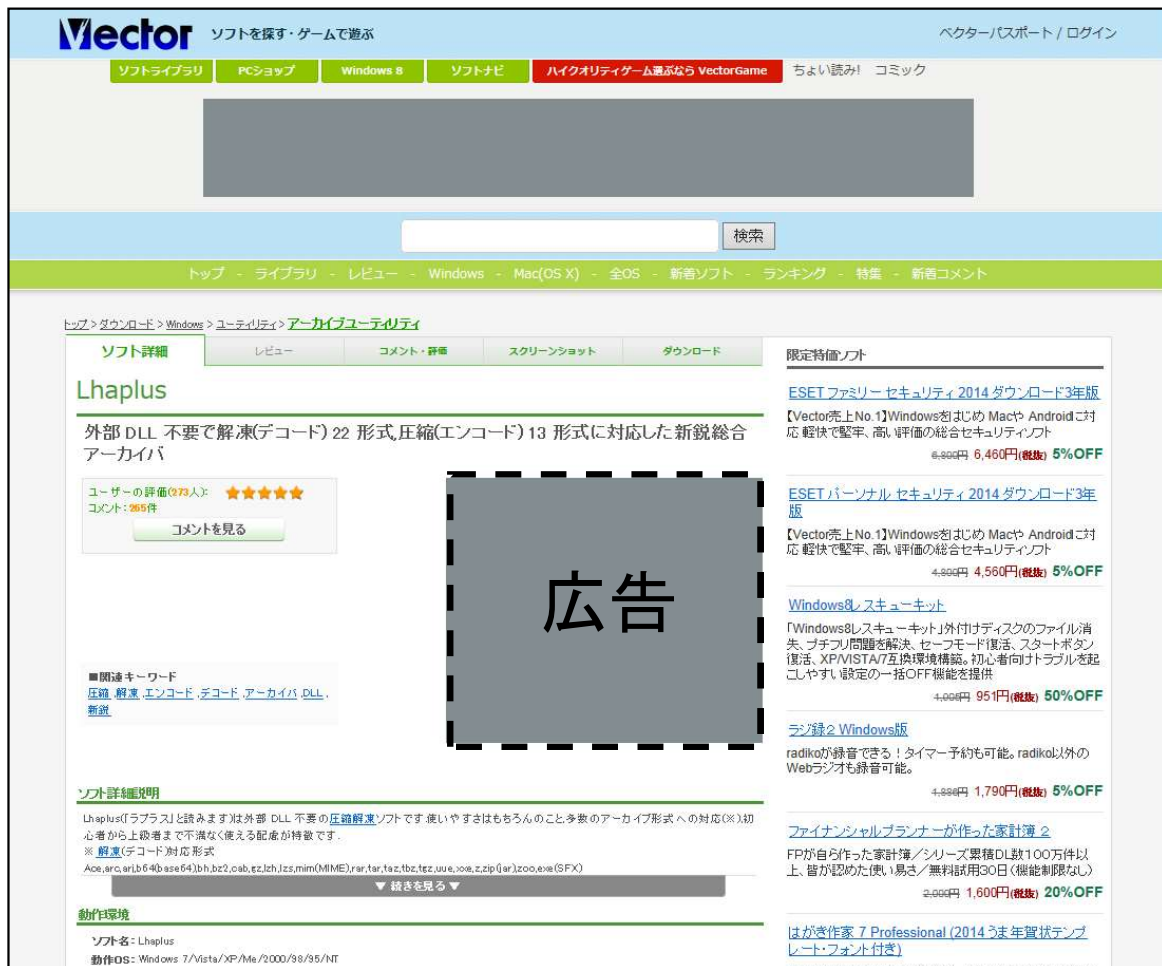 Vector ソフトを探す・ゲームで遊ぶ
ベクターパスポート / ログイン
ソフトライブラリ PCショップ Windows 8 ソフトナビ ハイクオリティゲーム選ぶなら VectorGame ちょい読み! コミック
検索
トップ - ライブラリ - レビュー - Windows - Mac(OS X) - 全OS - 新着ソフト - ランキング - 特集 - 新着コメント
トップ > ダウンロード > Windows > ユーティリティ > アーカイブユーティリティ
ソフト詳細 レビュー コメント・評価 スクリーンショット ダウンロード
Lhaplus
外部 DLL 不要で解凍(デコード) 22 形式,圧縮(エンコード) 13 形式に対応した新鋭総合
アーカイバ
ユーザーの評価(273人): ★★★★★
コメント:265件
コメントを見る
広告
■関連キーワード
圧縮 ,解凍 ,エンコード ,デコード ,アーカイバ ,DLL ,
新鋭
ソフト詳細説明
Lhaplus(「ラプラス」と読みます)は外部 DLL 不要の圧縮解凍ソフトです.使いやすさはもちろんのこと,多数のアーカイブ形式への対応(※),初
心者から上級者まで不満なく使える配慮が特徴です.
※ 解凍(デコード)対応形式
Ace,arc,arj,b64(base64),bh,bz2,cab,gz,lzh,lzs,mim(MIME),rar,tar,taz,tbz,tgz,uue,xxe,z,zip(jar),zoo,exe(SFX)
▼ 続きを見る ▼
動作環境
ソフト名:Lhaplus
動作OS:Windows 7/Vista/XP/Me/2000/98/95/NT
限定特価ソフト
ESET ファミリー セキュリティ 2014 ダウンロード3年版
【Vector売上No.1】Windowsをはじめ Macや Androidに対
応 軽快で堅牢、高い評価の総合セキュリティソフト
6,800円 6,460円(税抜) 5%OFF
ESET パーソナル セキュリティ 2014 ダウンロード3年
版
【Vector売上No.1】Windowsをはじめ Macや Androidに対
応 軽快で堅牢、高い評価の総合セキュリティソフト
4,800円 4,560円(税抜) 5%OFF
Windows8レスキューキット
「Windows8レスキューキット」外付けディスクのファイル消
失、プチフリ問題を解決、セーフモード復活、スタートボタン
復活、XP/VISTA/7互換環境構築。初心者向けトラブルを起
こしやすい設定の一括OFF機能を提供
951円(税抜) 50%OFF
ラジ録2 Windows版
radikoが録音できる！タイマー予約も可能。radiko以外の
Webラジオも録音可能。
1,790円(税抜) 5%OFF
ファイナンシャルプランナーが作った家計簿 2
FPが自ら作った家計簿／シリーズ累積DL数100万件以
上、皆が認めた使い易さ／無料試用30日（機能制限なし）
2,000円 1,600円(税抜) 20%OFF
はがき作家 7 Professional (2014 うま年賀状テンプ
レート・フォント付き)